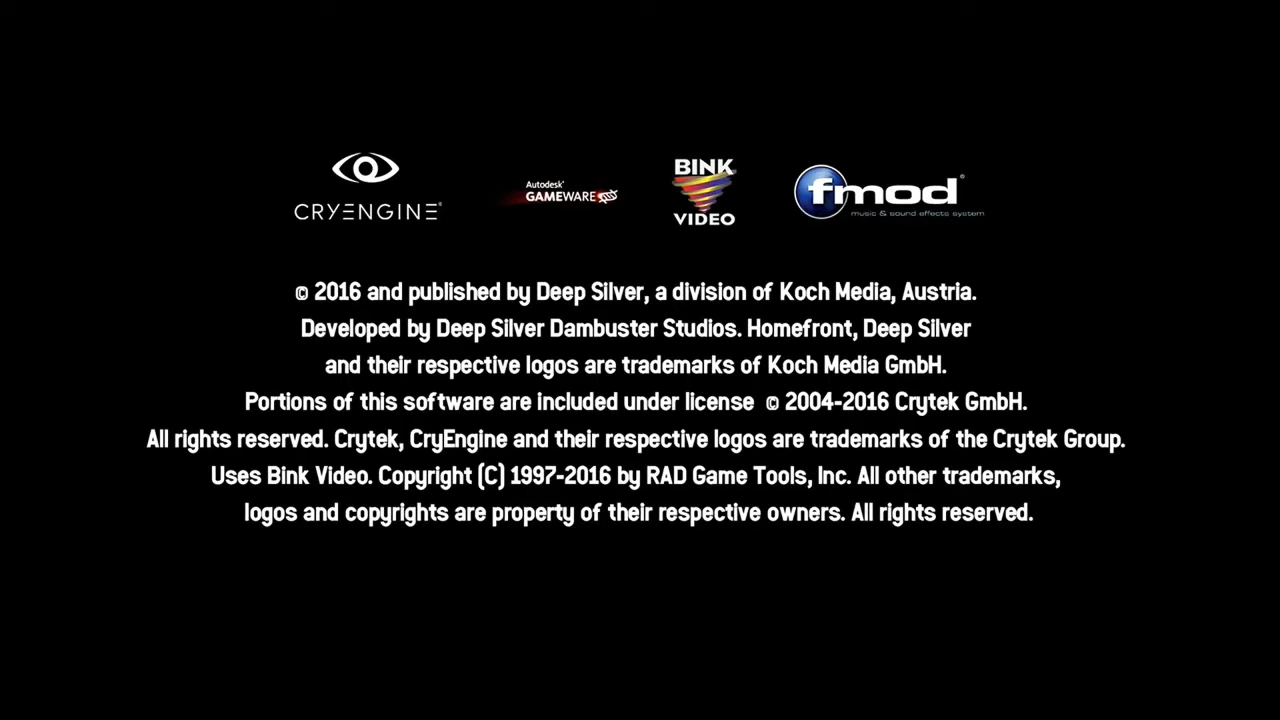 CRYENGINE®
Autodesk®
GAMEWARE
BINK
VIDEO
fmod®
music & sound effects system
© 2016 and published by Deep Silver, a division of Koch Media, Austria.
Developed by Deep Silver Dambuster Studios. Homefront, Deep Silver
and their respective logos are trademarks of Koch Media GmbH.
Portions of this software are included under license © 2004-2016 Crytek GmbH.
All rights reserved. Crytek, CryEngine and their respective logos are trademarks of the Crytek Group.
Uses Bink Video. Copyright (C) 1997-2016 by RAD Game Tools, Inc. All other trademarks,
logos and copyrights are property of their respective owners. All rights reserved.